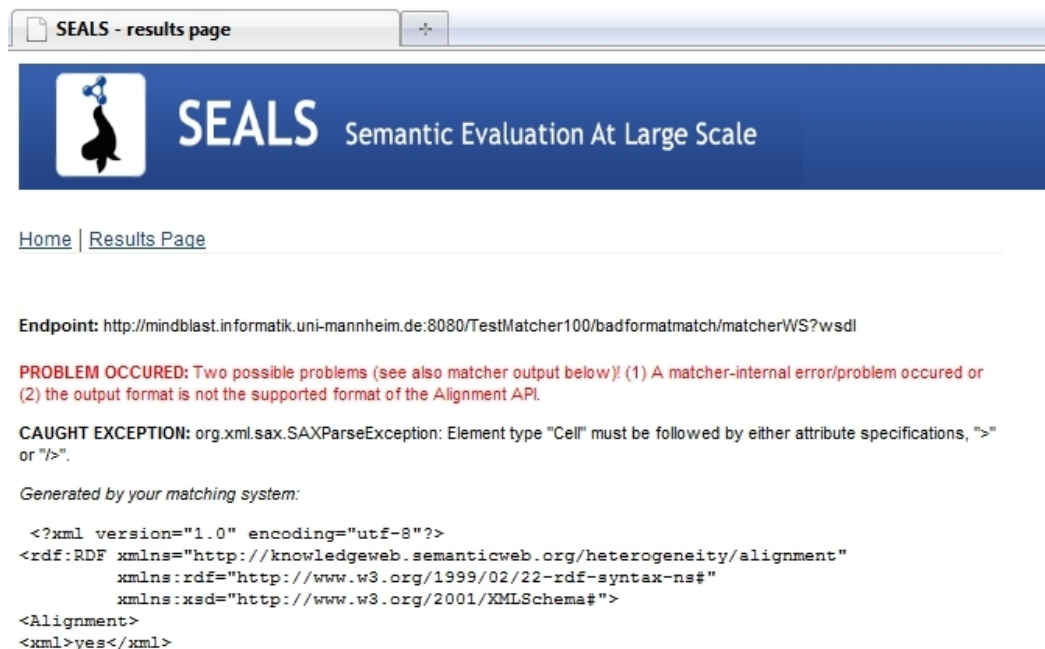 SEALS - results page
SEALS Semantic Evaluation At Large Scale
Home | Results Page
Endpoint: http://mindblast.informatik.uni-mannheim.de:8080/TestMatcher100/badformatmatch/matcherWS?wsdl
PROBLEM OCCURED: Two possible problems (see also matcher output below)! (1) A matcher-internal error/problem occured or
(2) the output format is not the supported format of the Alignment API.
CAUGHT EXCEPTION: org.xml.sax.SAXParseException: Element type "Cell" must be followed by either attribute specifications, ">"
or "/>".
Generated by your matching system:
<?xml version="1.0" encoding="utf-8"?>
<rdf:RDF xmlns="http://knowledgeweb.semanticweb.org/heterogeneity/alignment"
xmlns:rdf="http://www.w3.org/1999/02/22-rdf-syntax-ns#"
xmlns:xsd="http://www.w3.org/2001/XMLSchema#">
<Alignment>
<xml>yes</xml>